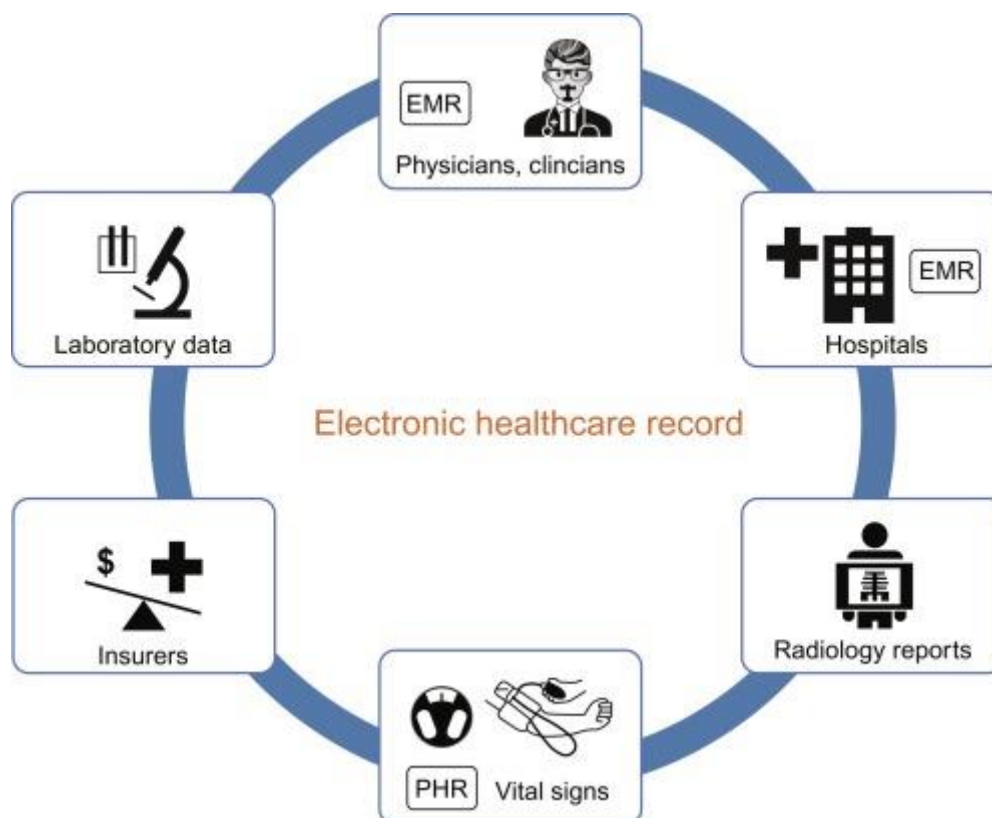 EMR
Physicians, clincians
EMR
Hospitals
Laboratory data
Electronic healthcare record
$
Insurers
Radiology reports
PHR Vital signs